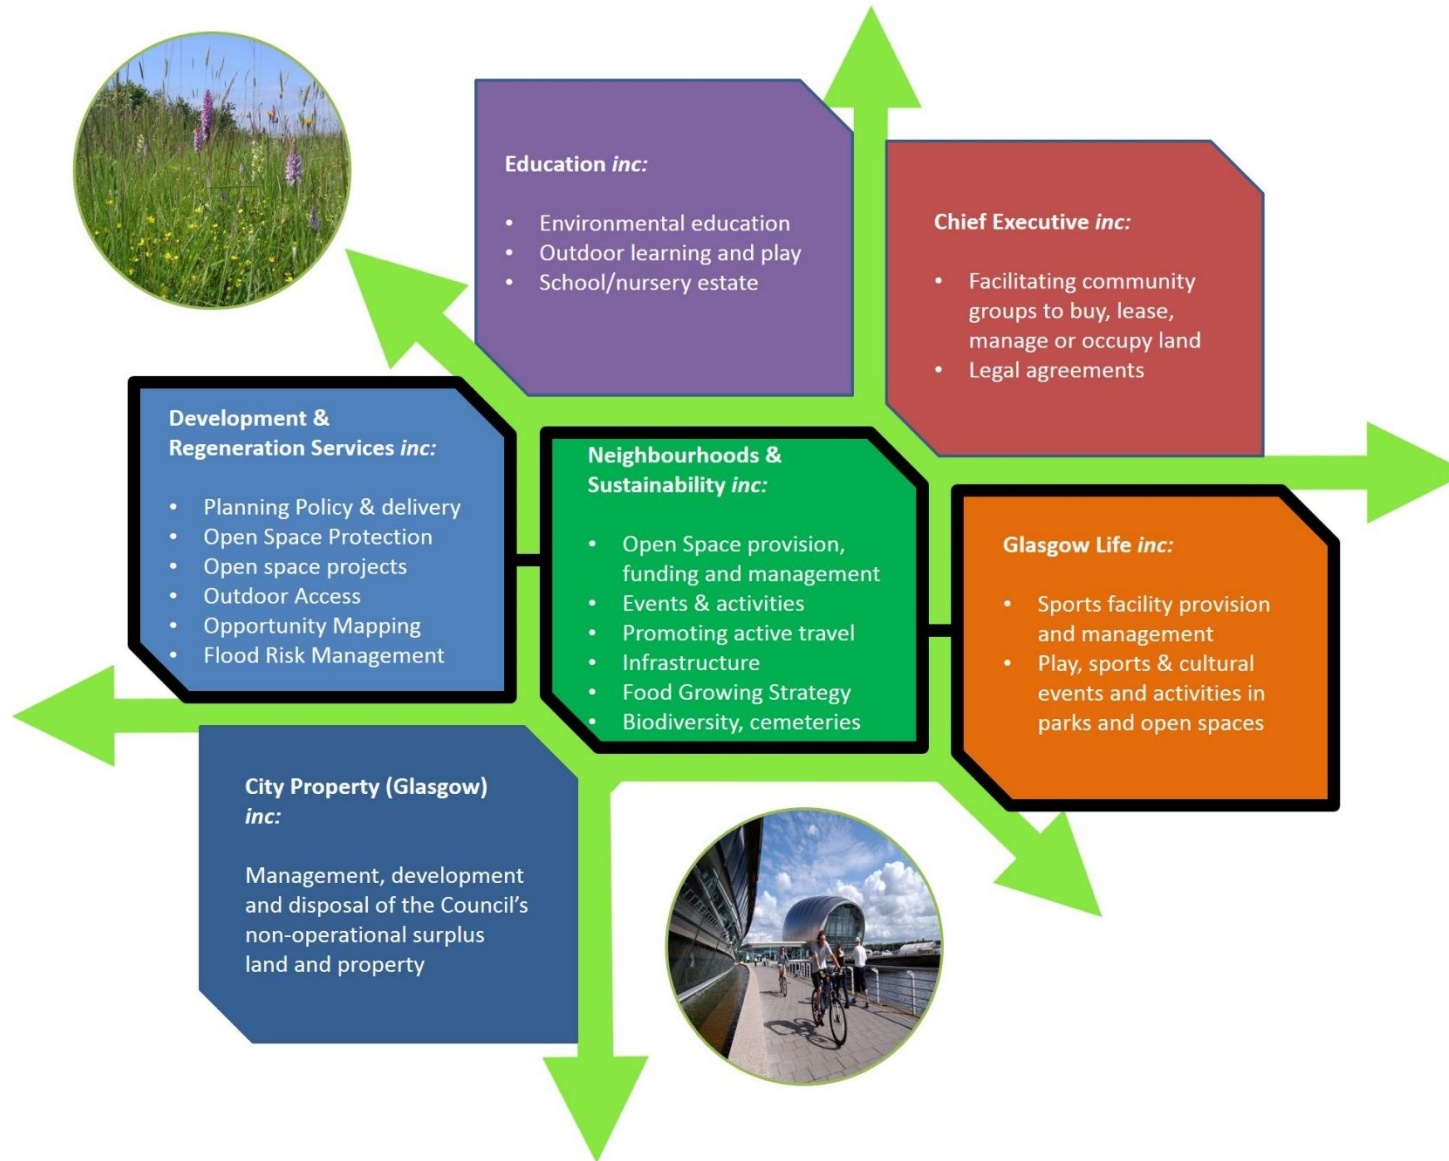 Education inc:
• Environmental education
• Outdoor learning and play
• School/nursery estate
Chief Executive inc:
• Facilitating community
groups to buy, lease,
manage or occupy land
• Legal agreements
Development &
Regeneration Services inc:
• Planning Policy & delivery
• Open Space Protection
• Open space projects
• Outdoor Access
• Opportunity Mapping
• Flood Risk Management
Neighbourhoods &
Sustainability inc:
• Open Space provision,
funding and management
• Events & activities
• Promoting active travel
• Infrastructure
• Food Growing Strategy
• Biodiversity, cemeteries
Glasgow Life inc:
• Sports facility provision
and management
• Play, sports & cultural
events and activities in
parks and open spaces
City Property (Glasgow)
inc:
Management, development
and disposal of the Council’s
non-operational surplus
land and property